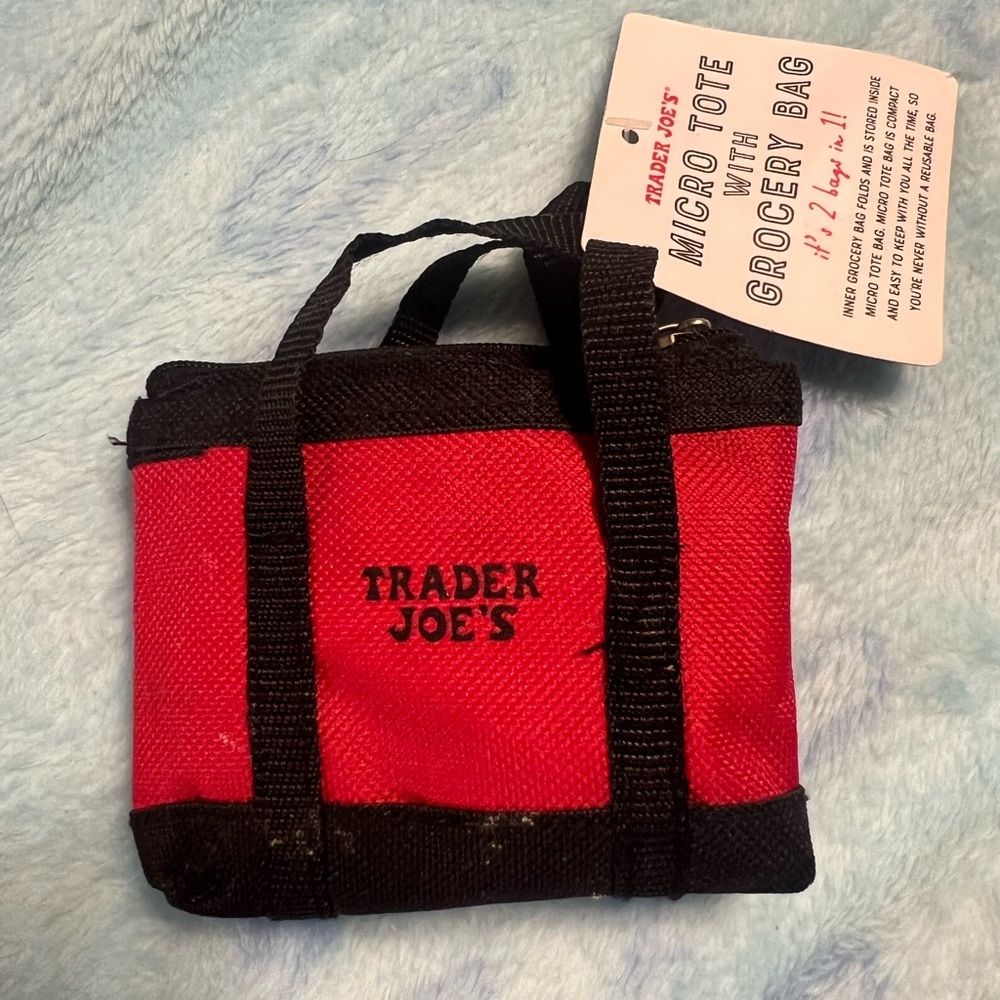 TRADER JOE'S®
MICRO TOTE
WITH
GROCERY BAG
it's 2 bags in 1!
INNER GROCERY BAG FOLDS AND IS STORED INSIDE
MICRO TOTE BAG. MICRO TOTE BAG IS COMPACT
AND EASY TO KEEP WITH YOU ALL THE TIME, SO
YOU'RE NEVER WITHOUT A REUSABLE BAG.
TRADER
JOE'S